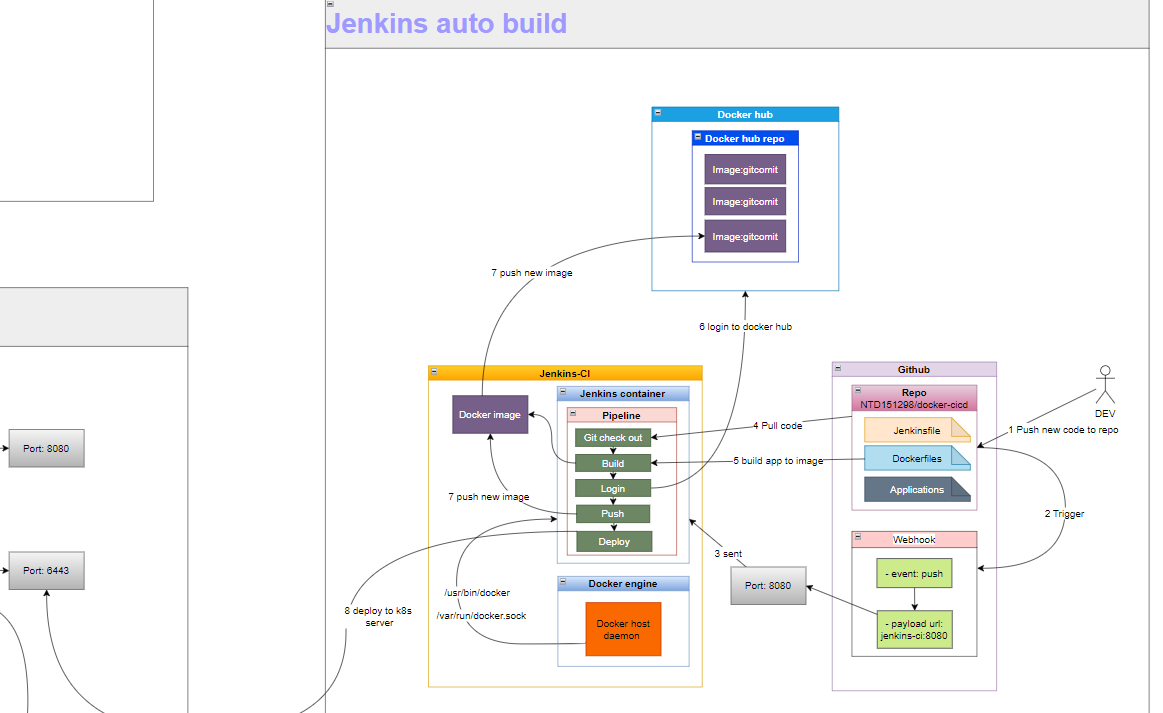 Jenkins auto build
Docker hub
Docker hub repo
Image:gitcomit
Image:gitcomit
Image:gitcomit
7 push new image
6 login to docker hub
Jenkins-CI
Jenkins container
Pipeline
Docker image
Git check out
Build
Login
Push
Deploy
7 push new image
4 Pull code
5 build app to image
Github
Repo
NTD151298/docker-cicd
Jenkinsfile
Dockerfiles
Applications
DEV
1 Push new code to repo
2 Trigger
Webhook
- event: push
- payload url:
jenkins-ci:8080
Port: 8080
3 sent
Docker engine
Docker host
daemon
/usr/bin/docker
/var/run/docker.sock
8 deploy to k8s
server
Port: 8080
Port: 6443